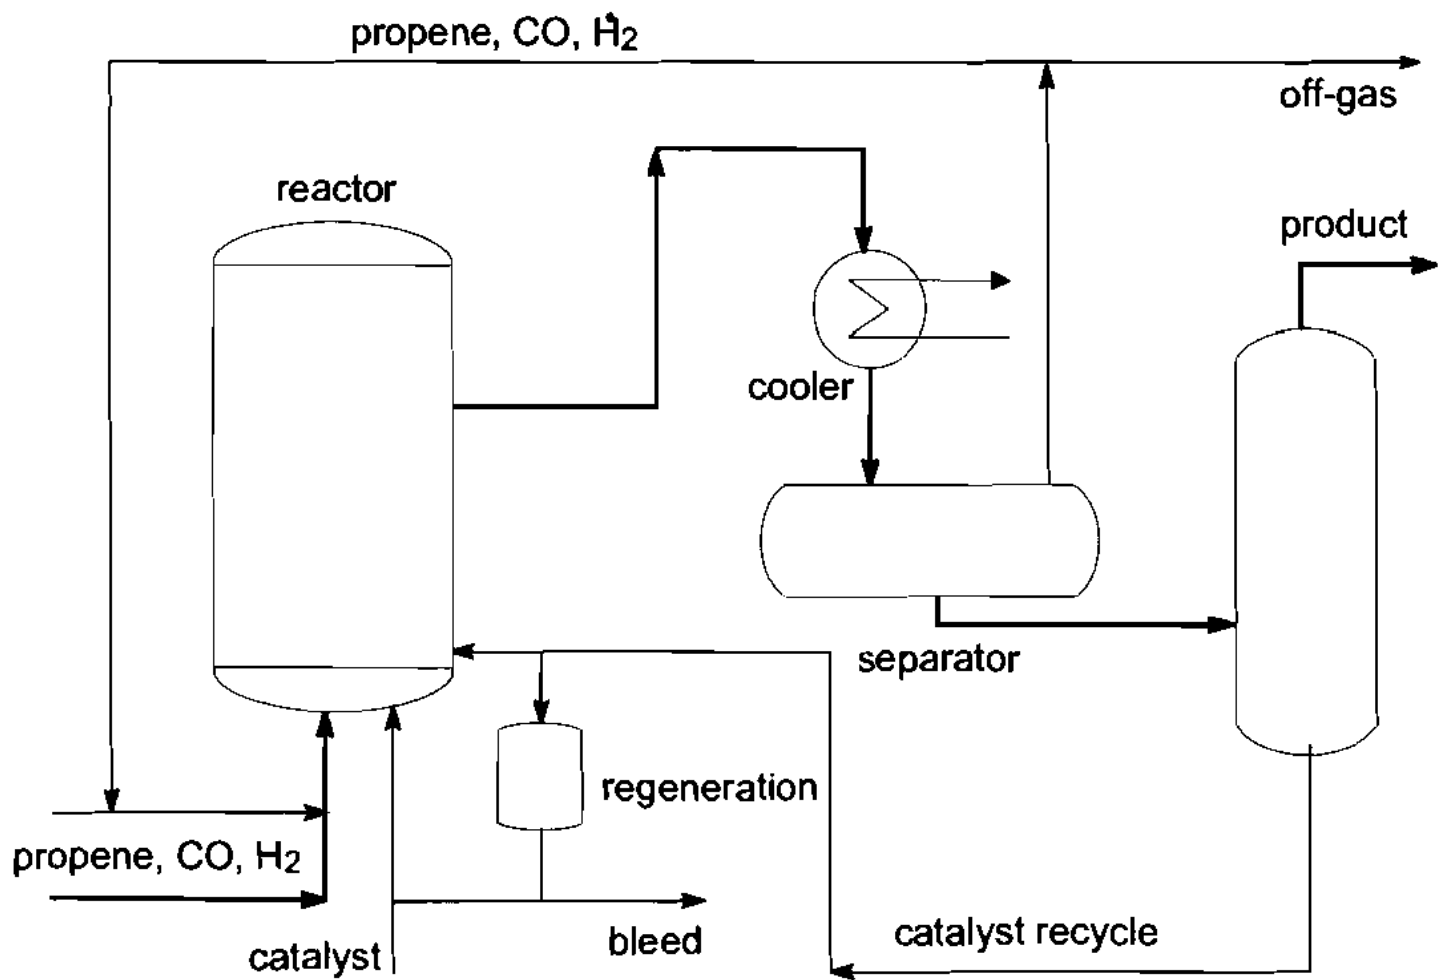 propene, CO, H2
off-gas
reactor
product
cooler
separator
regeneration
propene, CO, H2
bleed
catalyst recycle
catalyst